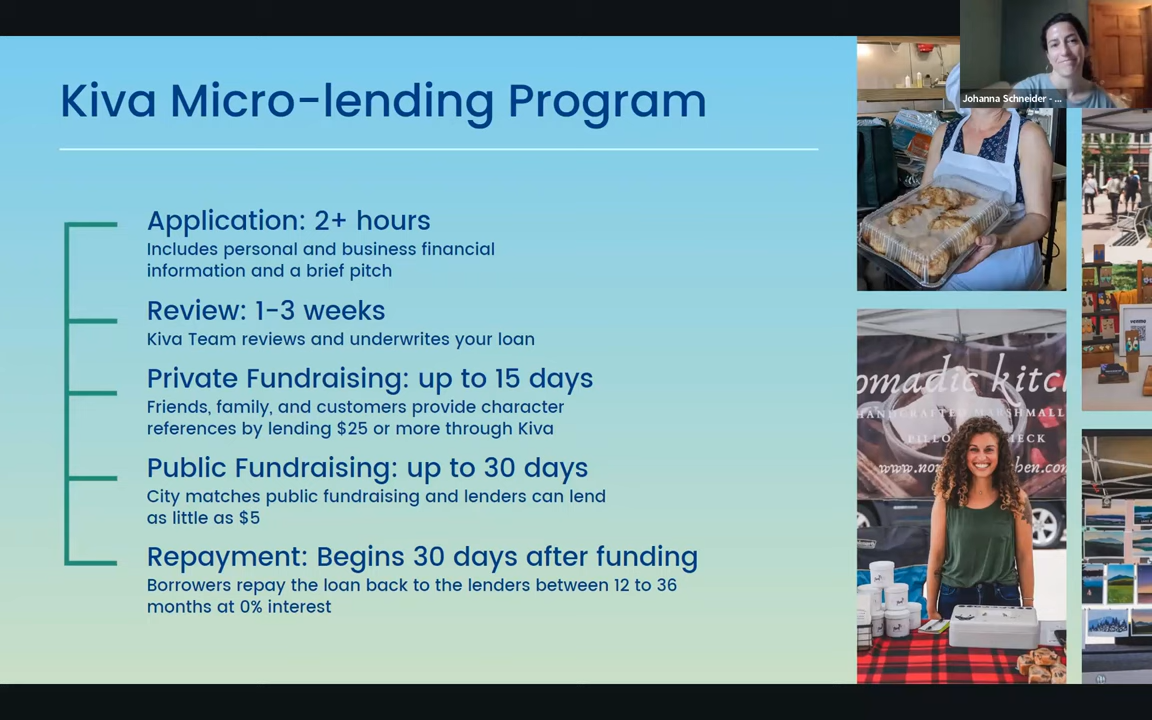 Kiva Micro-lending Program
Johanna Schneider - ...
Application: 2+ hours
Includes personal and business financial
information and a brief pitch
Review: 1-3 weeks
Kiva Team reviews and underwrites your loan
Private Fundraising: up to 15 days
Friends, family, and customers provide character
references by lending $25 or more through Kiva
Public Fundraising: up to 30 days
City matches public fundraising and lenders can lend
as little as $5
Repayment: Begins 30 days after funding
Borrowers repay the loan back to the lenders between 12 to 36
months at 0% interest
omadic kitch
HANDCRAFTED MARSHMALL